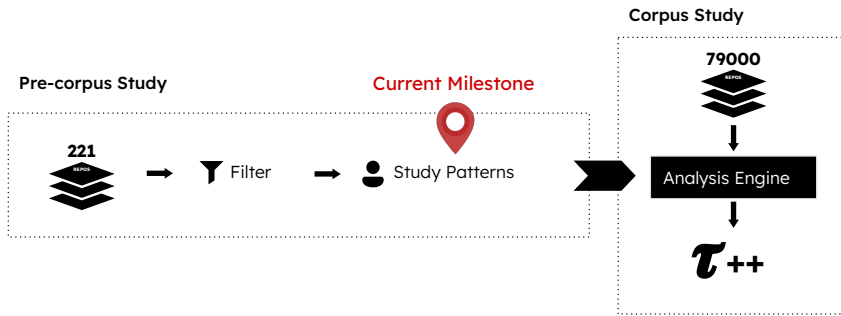 Corpus Study
Pre-corpus Study
Current Milestone
79000
REPOS
221
REPOS
Filter
Study Patterns
Analysis Engine
τ++